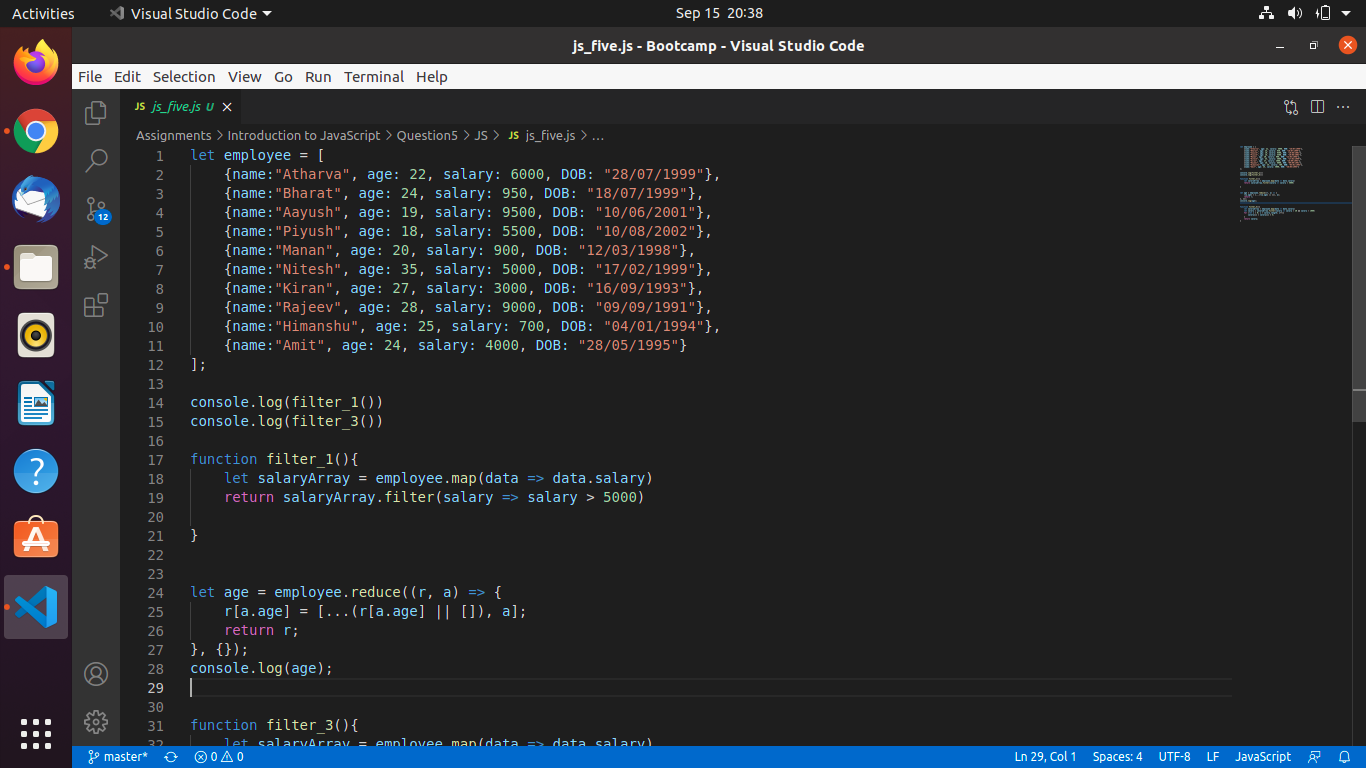 Activities Visual Studio Code Sep 15 20:38
js_five.js - Bootcamp - Visual Studio Code
File Edit Selection View Go Run Terminal Help
JS js_five.js U
Assignments > Introduction to JavaScript > Question5 > JS > JS js_five.js > ...
1 let employee = [
2     {name:"Atharva", age: 22, salary: 6000, DOB: "28/07/1999"},
3     {name:"Bharat", age: 24, salary: 950, DOB: "18/07/1999"},
4     {name:"Aayush", age: 19, salary: 9500, DOB: "10/06/2001"},
5     {name:"Piyush", age: 18, salary: 5500, DOB: "10/08/2002"},
6     {name:"Manan", age: 20, salary: 900, DOB: "12/03/1998"},
7     {name:"Nitesh", age: 35, salary: 5000, DOB: "17/02/1999"},
8     {name:"Kiran", age: 27, salary: 3000, DOB: "16/09/1993"},
9     {name:"Rajeev", age: 28, salary: 9000, DOB: "09/09/1991"},
10     {name:"Himanshu", age: 25, salary: 700, DOB: "04/01/1994"},
11     {name:"Amit", age: 24, salary: 4000, DOB: "28/05/1995"}
12 ];
13
14 console.log(filter_1())
15 console.log(filter_3())
16
17 function filter_1(){
18     let salaryArray = employee.map(data => data.salary)
19     return salaryArray.filter(salary => salary > 5000)
20
21 }
22
23
24 let age = employee.reduce((r, a) => {
25     r[a.age] = [...(r[a.age] || []), a];
26     return r;
27 }, {});
28 console.log(age);
29
30
31 function filter_3(){
32     let salaryArray = employee.map(data => data.salary)
12
master* 0 0 Ln 29, Col 1 Spaces: 4 UTF-8 LF JavaScript